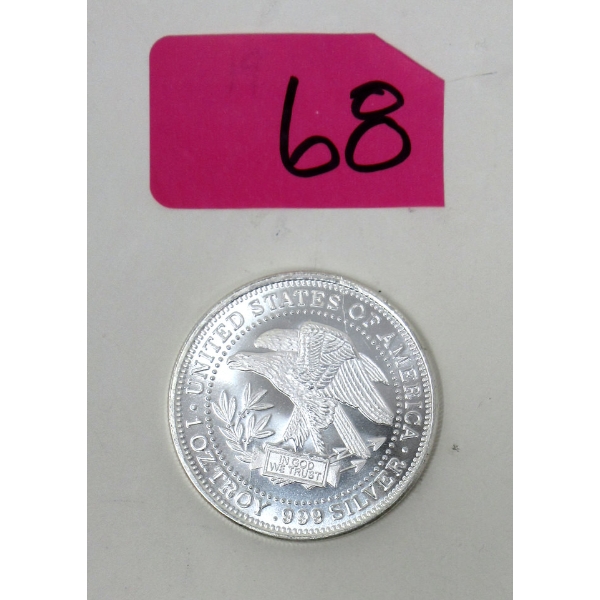 68
UNITED STATES OF AMERICA
IN GOD
WE TRUST
1 OZ TROY .999 SILVER